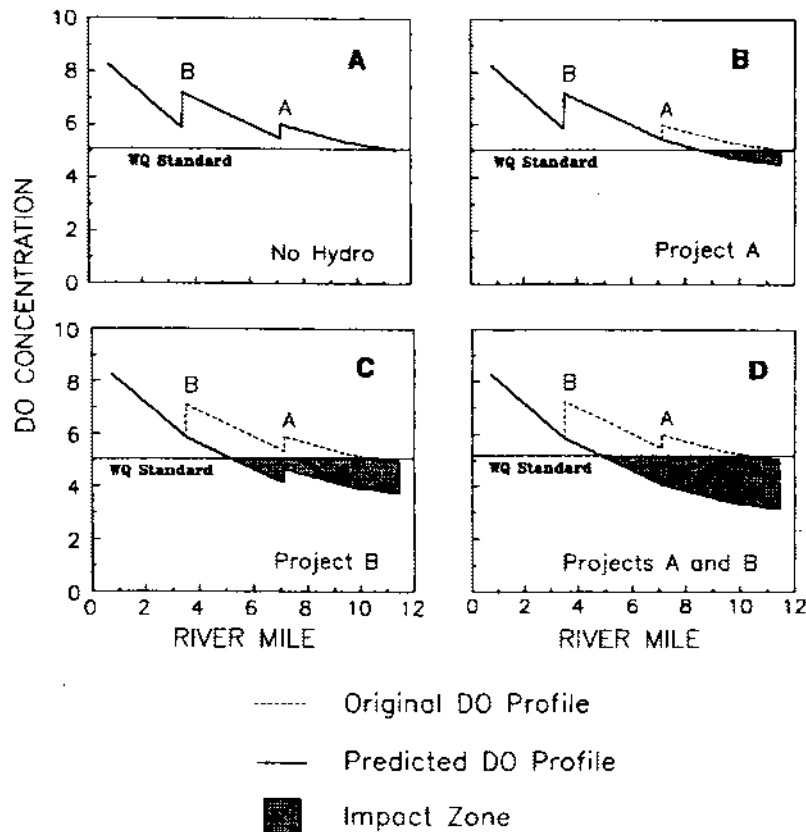 DO CONCENTRATION
10
8
6
4
2
0
A
B
A
WQ Standard
No Hydro
B
B
A
WQ Standard
Project A
10
8
6
4
2
0
C
B
A
WQ Standard
Project B
D
B
A
WQ Standard
Projects A and B
0 2 4 6 8 10 12
0 2 4 6 8 10 12
RIVER MILE
RIVER MILE
Original DO Profile
Predicted DO Profile
Impact Zone